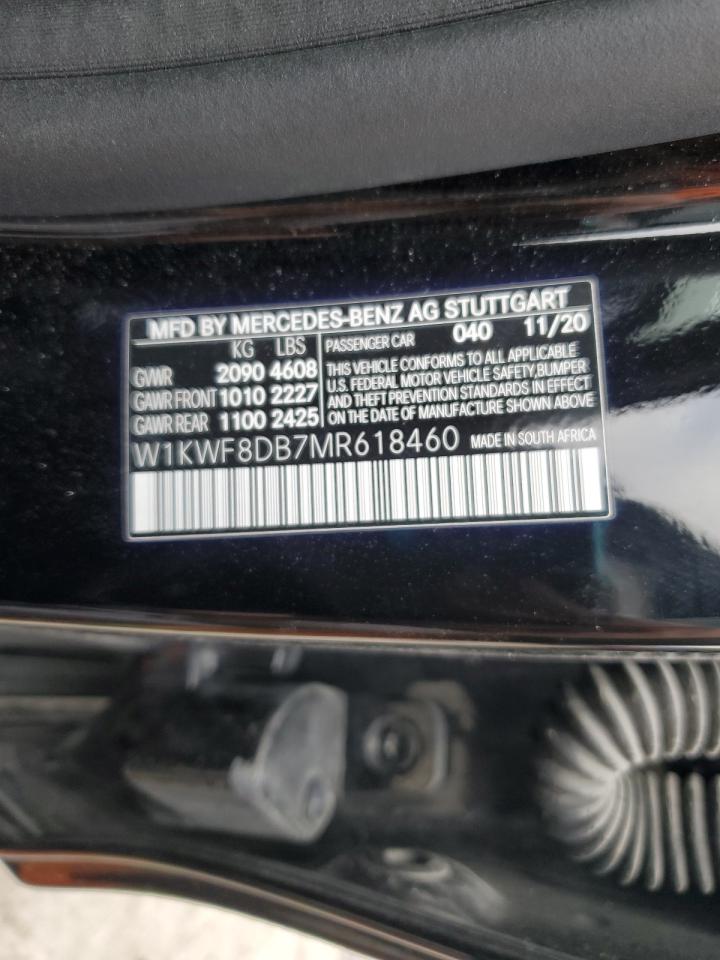 MFD BY MERCEDES-BENZ AG STUTTGART
KG LBS PASSENGER CAR 040 11/20
GVWR 2090 4608 THIS VEHICLE CONFORMS TO ALL APPLICABLE
GAWR FRONT 1010 2227 U.S. FEDERAL MOTOR VEHICLE SAFETY, BUMPER
GAWR REAR 1100 2425 AND THEFT PREVENTION STANDARDS IN EFFECT
ON THE DATE OF MANUFACTURE SHOWN ABOVE
W1KWF8DB7MR618460 MADE IN SOUTH AFRICA